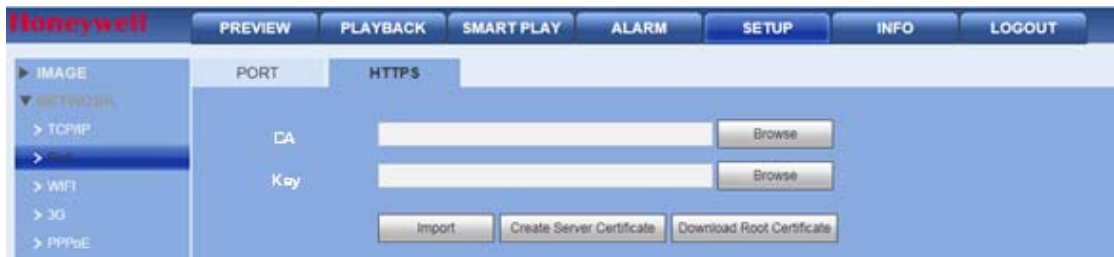 Honeywell
PREVIEW PLAYBACK SMART PLAY ALARM SETUP INFO LOGOUT
PORT HTTPS
IMAGE
NETWORK
> TCP/IP
>
> WIFI
> 3G
> PPPoE
CA Browse
Key Browse
Import Create Server Certificate Download Root Certificate